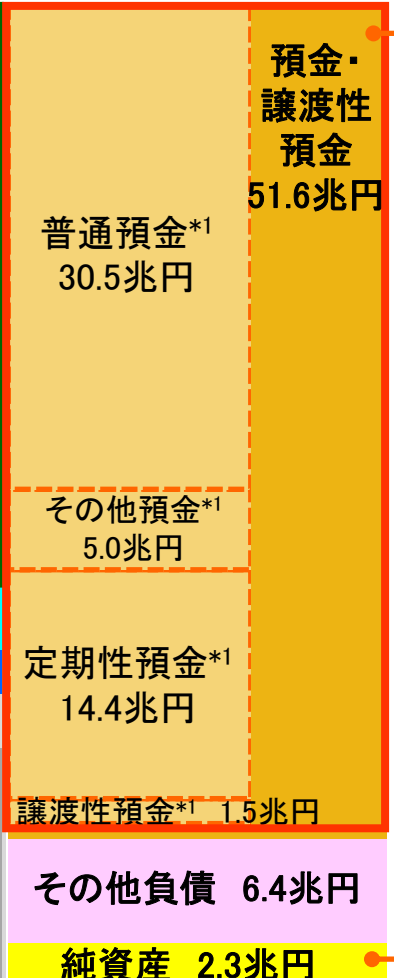 預金・
譲渡性
預金
51.6兆円
普通預金*1
30.5兆円
その他預金*1
5.0兆円
定期性預金*1
14.4兆円
譲渡性預金*1 1.5兆円
その他負債 6.4兆円
純資産 2.3兆円